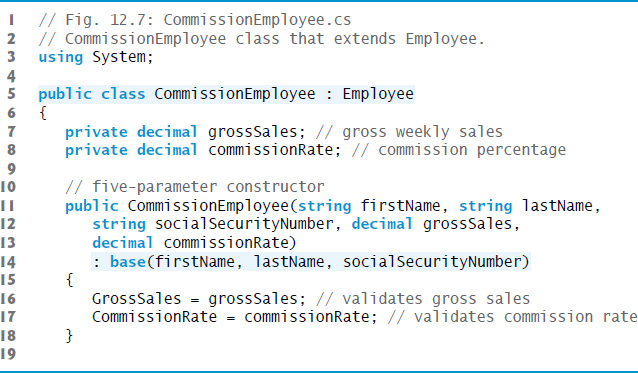 1 // Fig. 12.7: CommissionEmployee.cs
2 // CommissionEmployee class that extends Employee.
3 using System;
4
5 public class CommissionEmployee : Employee
6 {
7 private decimal grossSales; // gross weekly sales
8 private decimal commissionRate; // commission percentage
9
10 // five-parameter constructor
11 public CommissionEmployee(string firstName, string lastName,
12 string socialSecurityNumber, decimal grossSales,
13 decimal commissionRate)
14 : base(firstName, lastName, socialSecurityNumber)
15 {
16 GrossSales = grossSales; // validates gross sales
17 CommissionRate = commissionRate; // validates commission rate
18 }
19